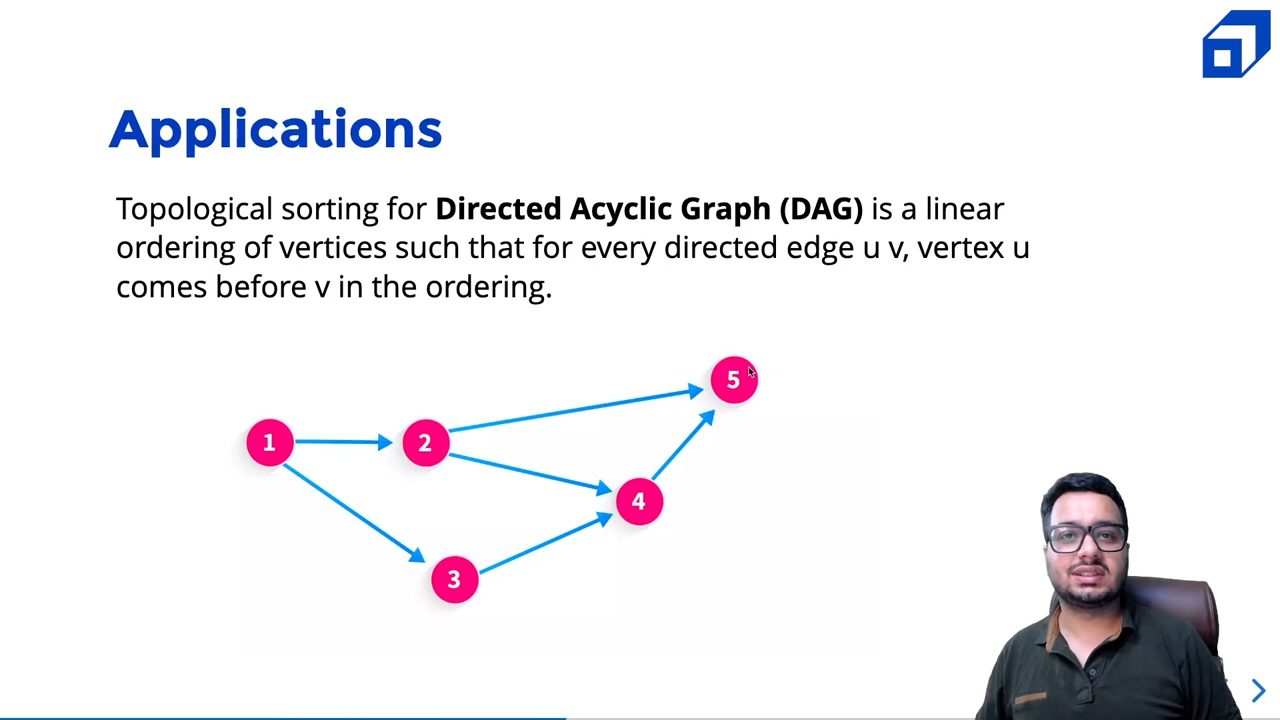 Applications
Topological sorting for Directed Acyclic Graph (DAG) is a linear
ordering of vertices such that for every directed edge u v, vertex u
comes before v in the ordering.
5
1
2
4
3